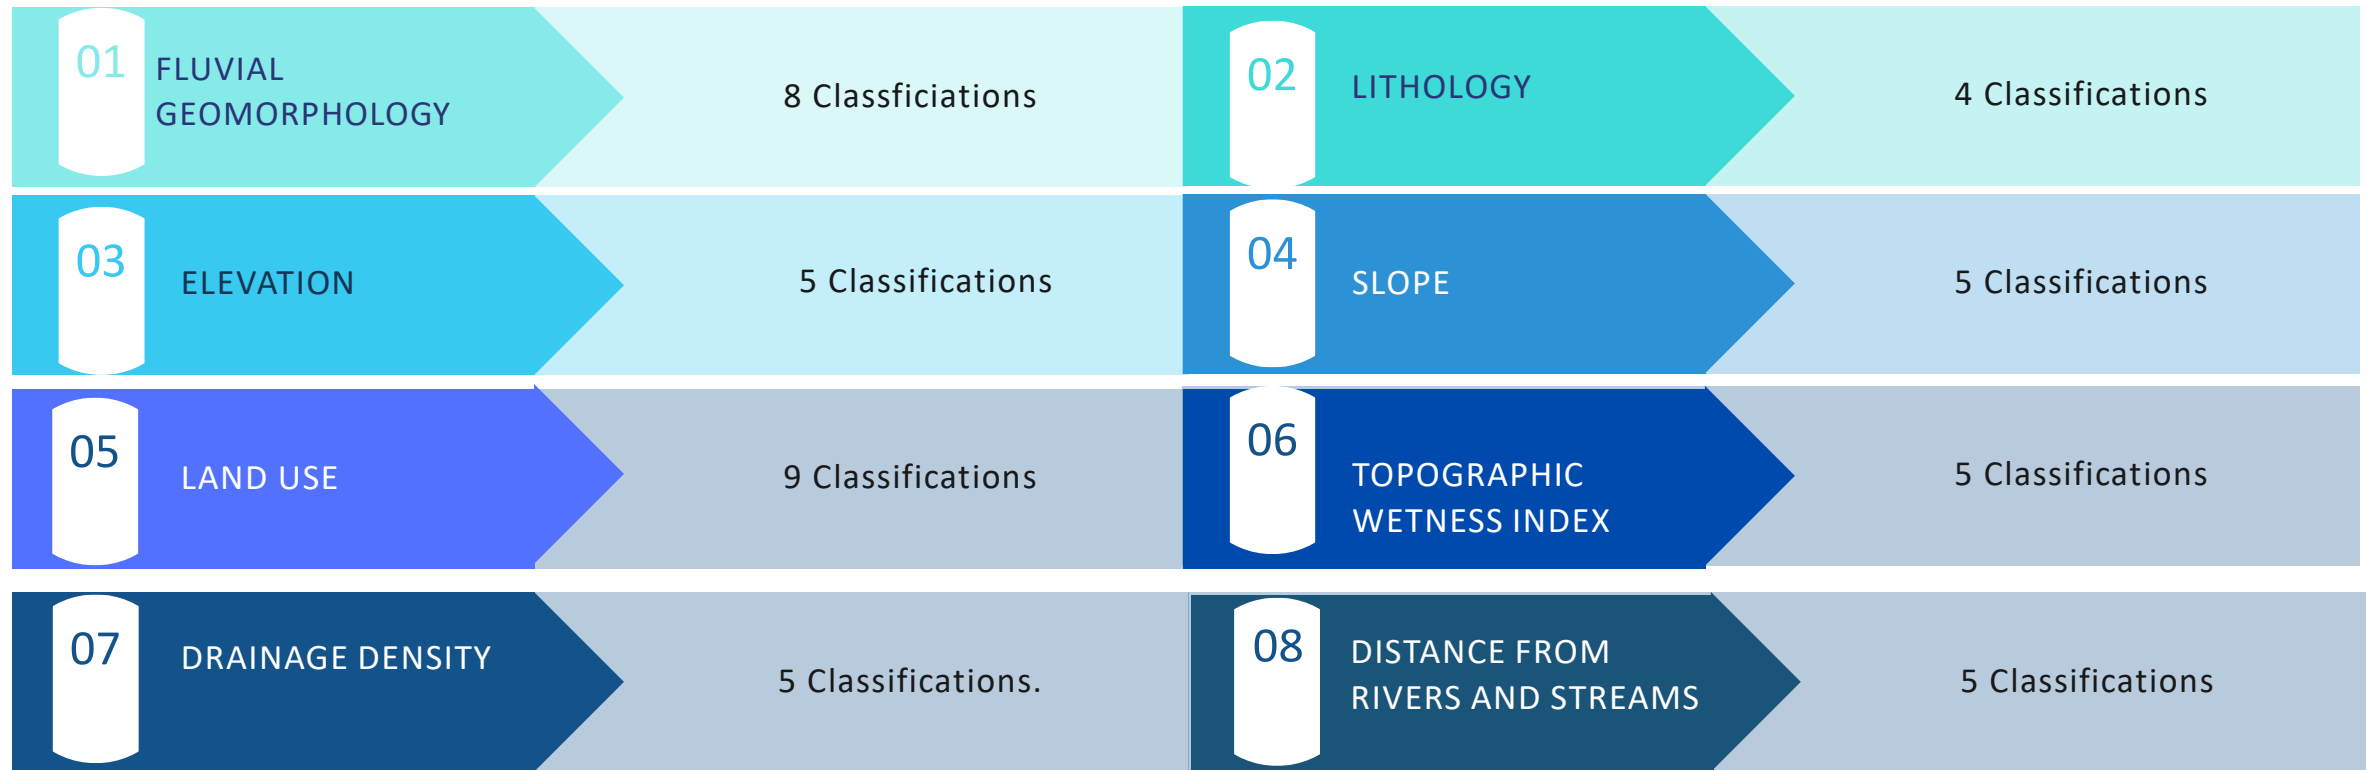 01
FLUVIAL
GEOMORPHOLOGY
8 Classficiations
02
LITHOLOGY
4 Classifications
03
ELEVATION
5 Classifications
04
SLOPE
5 Classifications
05
LAND USE
9 Classifications
06
TOPOGRAPHIC
WETNESS INDEX
5 Classifications
07
DRAINAGE DENSITY
5 Classifications.
08
DISTANCE FROM
RIVERS AND STREAMS
5 Classifications